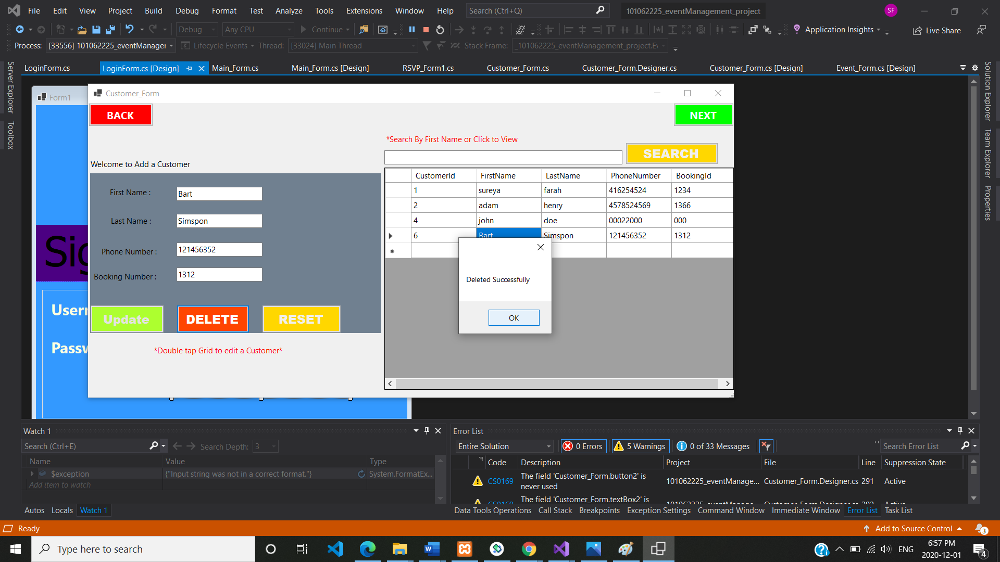 File Edit View Project Build Debug Format Test Analyze Tools Extensions Window Help Search (Ctrl+Q) 101062225_eventManagement_project SF
Debug Any CPU Continue Application Insights Live Share
Process: [33556] 101062225_eventManager Lifecycle Events Thread: [33024] Main Thread Stack Frame: _101062225_eventManagement_project.Ev
LoginForm.cs LoginForm.cs [Design] Main_Form.cs Main_Form.cs [Design] RSVP_Form1.cs Customer_Form.cs Customer_Form.Designer.cs Customer_Form.cs [Design] Event_Form.cs [Design]
Server Explorer
Toolbox
Solution Explorer
Team Explorer
Properties
Form1
Sig
Usern
Passw
Customer_Form
BACK NEXT
*Search By First Name or Click to View
SEARCH
Welcome to Add a Customer
First Name : Bart
Last Name : Simspon
Phone Number : 121456352
Booking Number : 1312
Update DELETE RESET
*Double tap Grid to edit a Customer*
CustomerId FirstName LastName PhoneNumber BookingId
1 sureya farah 416254524 1234
2 adam henry 4578524569 1366
4 john doe 00022000 000
6 Bart Simspon 121456352 1312
Deleted Successfully
OK
Watch 1
Search (Ctrl+E) Search Depth: 3
Name Value Type
$exception {"Input string was not in a correct format."} System.FormatEx...
Add item to watch
Autos Locals Watch 1
Error List
Entire Solution 0 Errors 5 Warnings 0 of 33 Messages Search Error List
Code Description Project File Line Suppression State
CS0169 The field 'Customer_Form.button2' is never used 101062225_eventManage... Customer_Form.Designer.cs 291 Active
CS0169 The field 'Customer_Form.textBox2' is 101062225_eventManage... Customer_Form.Designer.cs 292 Active
Data Tools Operations Call Stack Breakpoints Exception Settings Command Window Immediate Window Error List Task List
Ready Add to Source Control 3
Type here to search ENG 6:57 PM
2020-12-01 4